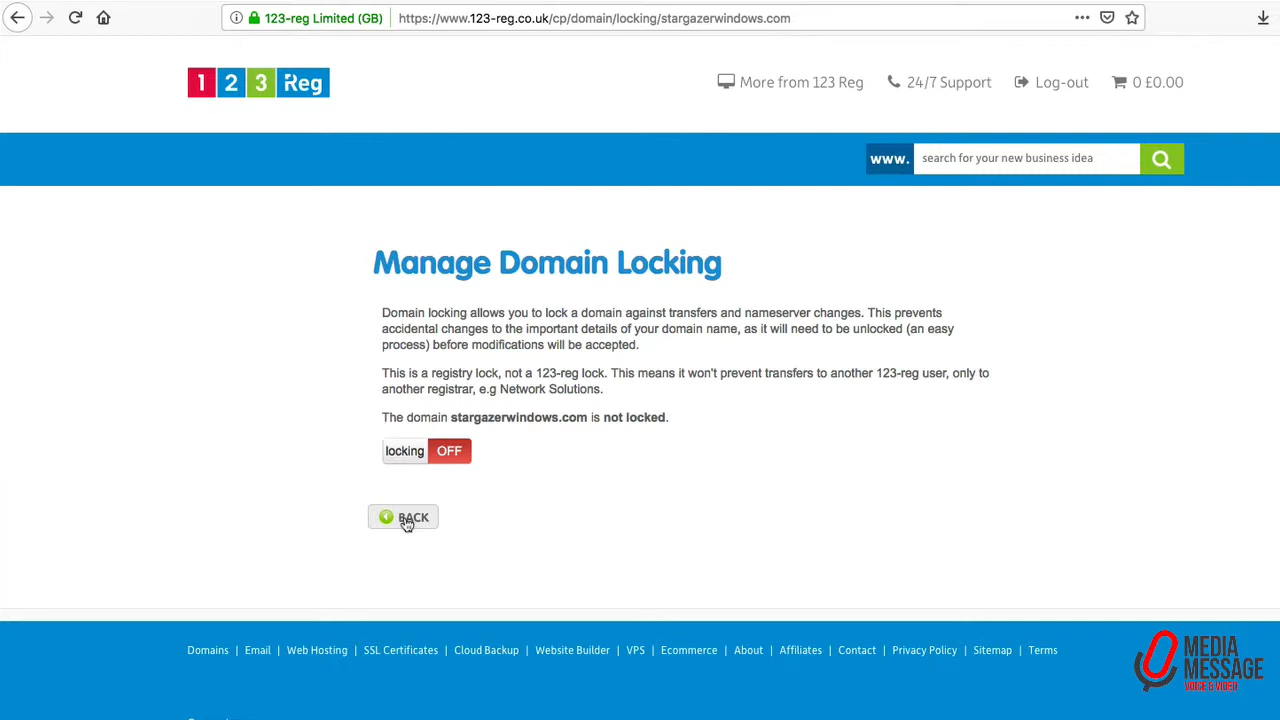 123-reg Limited (GB) https://www.123-reg.co.uk/cp/domain/locking/stargazerwindows.com
1 2 3 Reg
More from 123 Reg 24/7 Support Log-out 0 £0.00
www. search for your new business idea
Manage Domain Locking
Domain locking allows you to lock a domain against transfers and nameserver changes. This prevents
accidental changes to the important details of your domain name, as it will need to be unlocked (an easy
process) before modifications will be accepted.
This is a registry lock, not a 123-reg lock. This means it won't prevent transfers to another 123-reg user, only to
another registrar, e.g Network Solutions.
The domain stargazerwindows.com is not locked.
locking OFF
BACK
Domains | Email | Web Hosting | SSL Certificates | Cloud Backup | Website Builder | VPS | Ecommerce | About | Affiliates | Contact | Privacy Policy | Sitemap | Terms
MEDIA
MESSAGE
VOICE & VIDEO